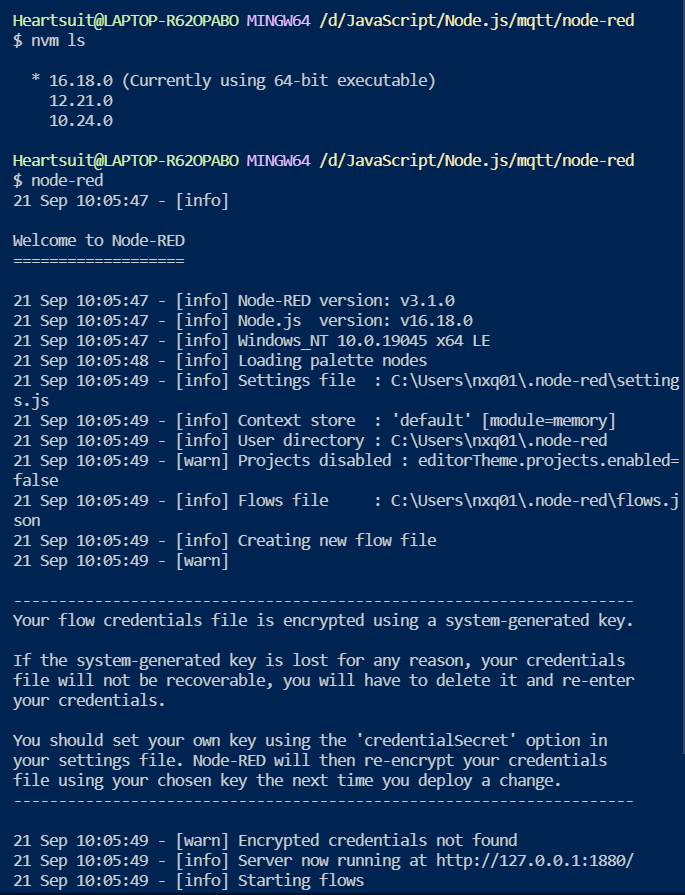 Heartsuit@LAPTOP-R62OPABO MINGW64 /d/JavaScript/Node.js/mqtt/node-red
$ nvm ls
* 16.18.0 (Currently using 64-bit executable)
12.21.0
10.24.0
Heartsuit@LAPTOP-R62OPABO MINGW64 /d/JavaScript/Node.js/mqtt/node-red
$ node-red
21 Sep 10:05:47 - [info]
Welcome to Node-RED
===================
21 Sep 10:05:47 - [info] Node-RED version: v3.1.0
21 Sep 10:05:47 - [info] Node.js  version: v16.18.0
21 Sep 10:05:47 - [info] Windows_NT 10.0.19045 x64 LE
21 Sep 10:05:48 - [info] Loading palette nodes
21 Sep 10:05:49 - [info] Settings file  : C:\Users\nxq01\.node-red\setting
s.js
21 Sep 10:05:49 - [info] Context store  : 'default' [module=memory]
21 Sep 10:05:49 - [info] User directory : C:\Users\nxq01\.node-red
21 Sep 10:05:49 - [warn] Projects disabled : editorTheme.projects.enabled=
false
21 Sep 10:05:49 - [info] Flows file     : C:\Users\nxq01\.node-red\flows.j
son
21 Sep 10:05:49 - [info] Creating new flow file
21 Sep 10:05:49 - [warn]
---------------------------------------------------------------------
Your flow credentials file is encrypted using a system-generated key.
If the system-generated key is lost for any reason, your credentials
file will not be recoverable, you will have to delete it and re-enter
your credentials.
You should set your own key using the 'credentialSecret' option in
your settings file. Node-RED will then re-encrypt your credentials
file using your chosen key the next time you deploy a change.
---------------------------------------------------------------------
21 Sep 10:05:49 - [warn] Encrypted credentials not found
21 Sep 10:05:49 - [info] Server now running at http://127.0.0.1:1880/
21 Sep 10:05:49 - [info] Starting flows